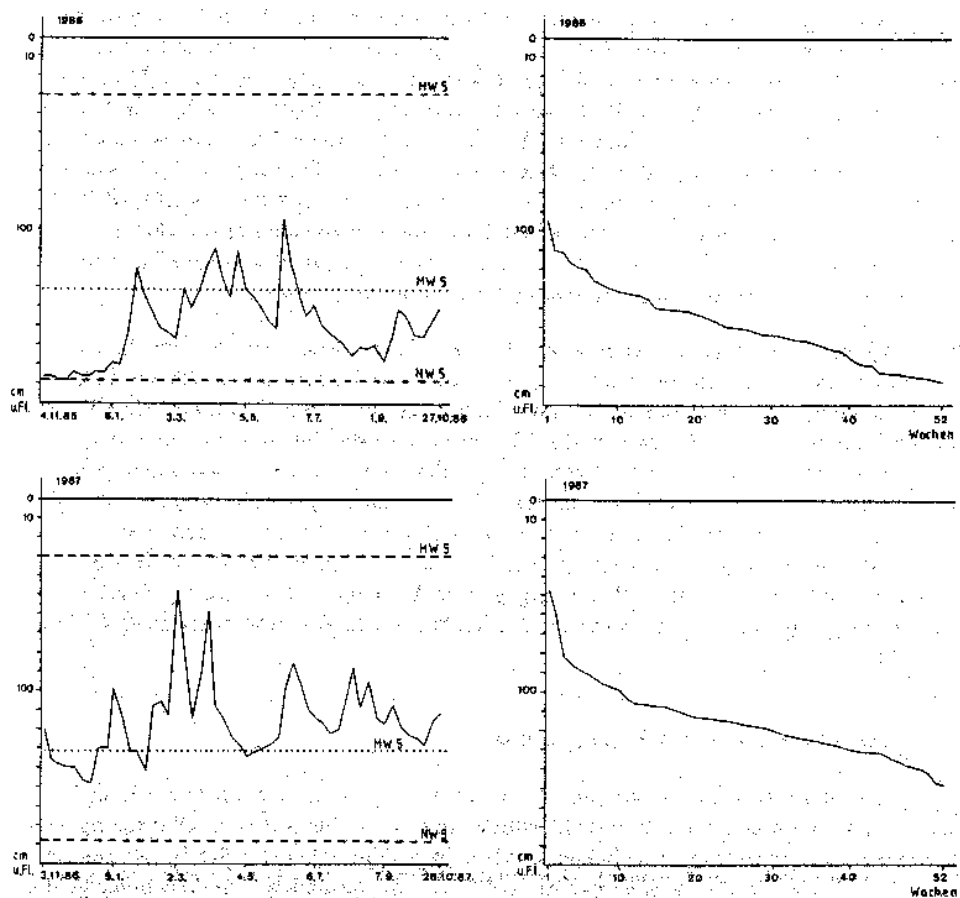 1986
0
10
HW 5
100
MW 5
NW 5
cm
u.Fl.
4.11.85 6.1. 3.3. 5.5. 7.7. 1.9. 27.10.86
1986
0
10
100
cm
u.Fl.
1 10 20 30 40 52
Wochen
1987
0
10
HW 5
100
MW 5
NW 5
cm
u.Fl.
3.11.86 5.1. 2.3. 4.5. 6.7. 7.9. 26.10.87.
1987
0
10
100
cm
u.Fl.
1 10 20 30 40 52
Wochen